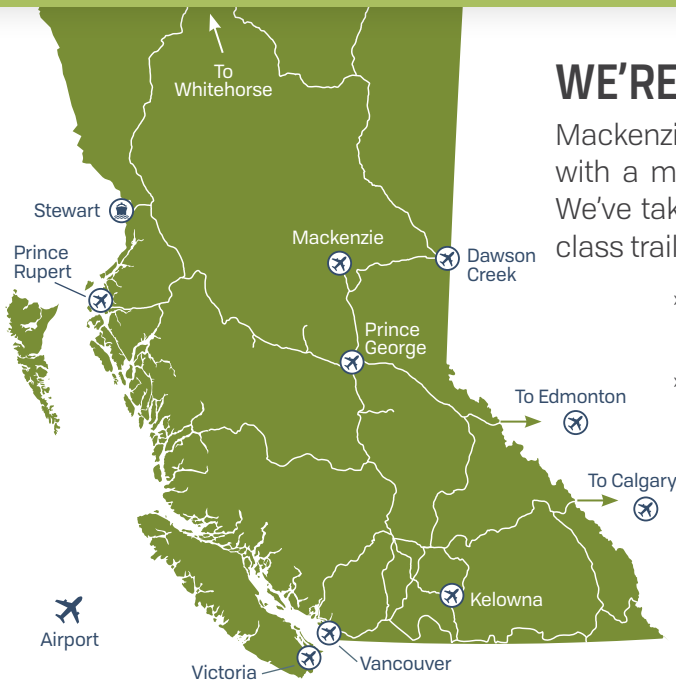 To
Whitehorse
Stewart
Mackenzie
Prince
Rupert
Dawson
Creek
Prince
George
To Edmonton
To Calgary
Kelowna
Airport
Vancouver
Victoria
WE’RE
Mackenzi
with a m
We’ve tak
class trail